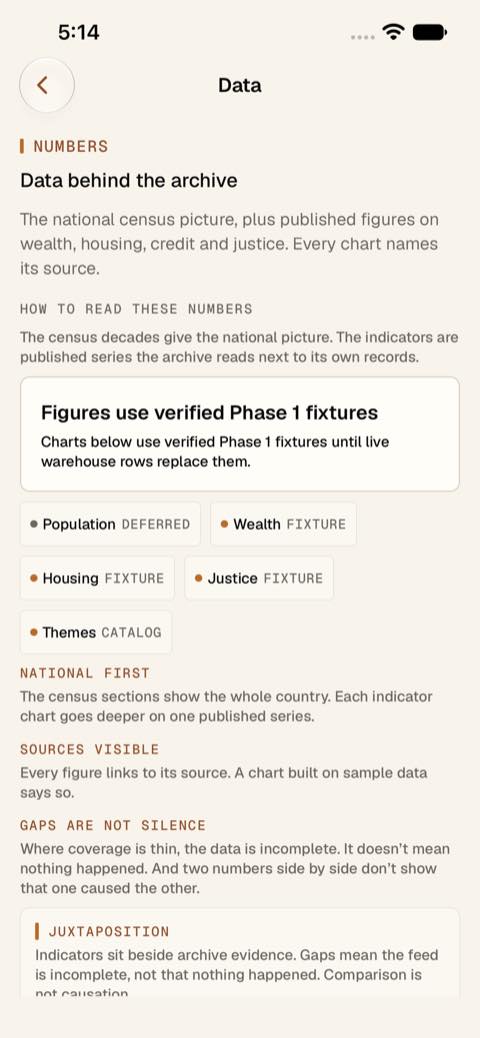 5:14
Data
NUMBERS
Data behind the archive
The national census picture, plus published figures on
wealth, housing, credit and justice. Every chart names
its source.
HOW TO READ THESE NUMBERS
The census decades give the national picture. The indicators are
published series the archive reads next to its own records.
Figures use verified Phase 1 fixtures
Charts below use verified Phase 1 fixtures until live
warehouse rows replace them.
Population DEFERRED
Wealth FIXTURE
Housing FIXTURE
Justice FIXTURE
Themes CATALOG
NATIONAL FIRST
The census sections show the whole country. Each indicator
chart goes deeper on one published series.
SOURCES VISIBLE
Every figure links to its source. A chart built on sample data
says so.
GAPS ARE NOT SILENCE
Where coverage is thin, the data is incomplete. It doesn’t mean
nothing happened. And two numbers side by side don’t show
that one caused the other.
JUXTAPOSITION
Indicators sit beside archive evidence. Gaps mean the feed
is incomplete, not that nothing happened. Comparison is
not causation